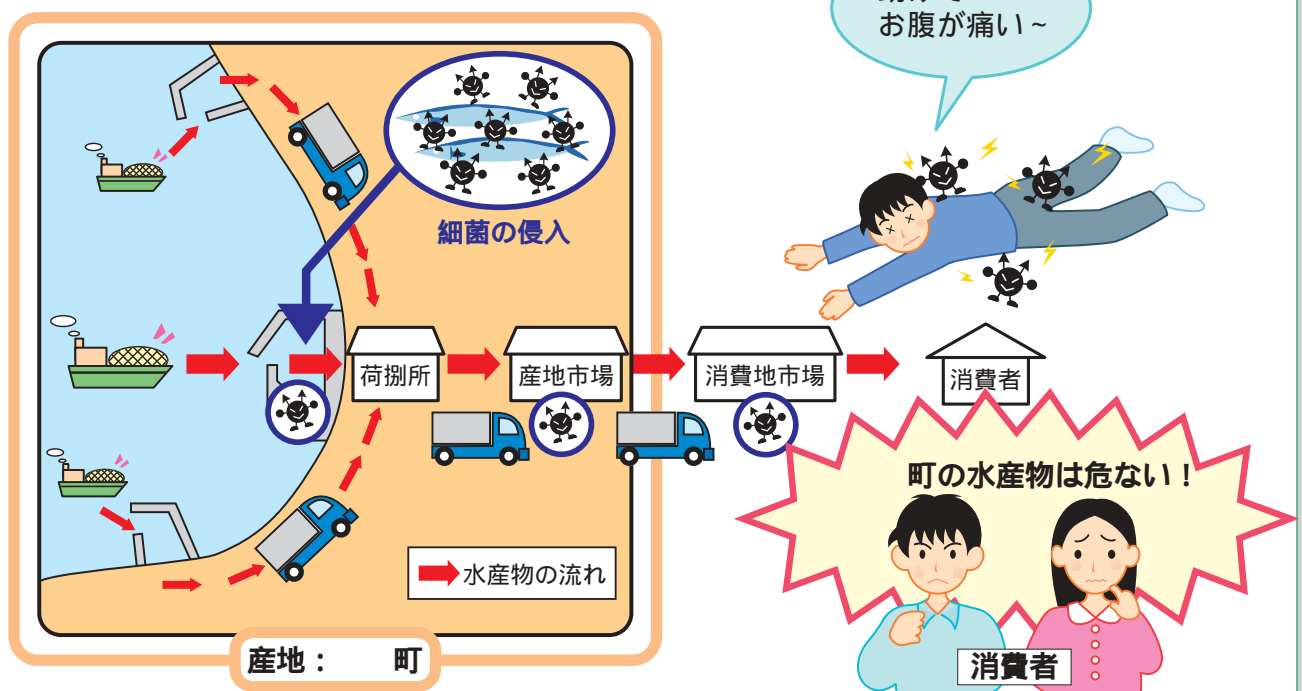 お腹が痛い～
細菌の侵入
荷捌所
産地市場
消費地市場
消費者
町の水産物は危ない！
水産物の流れ
産地：　　町
消費者